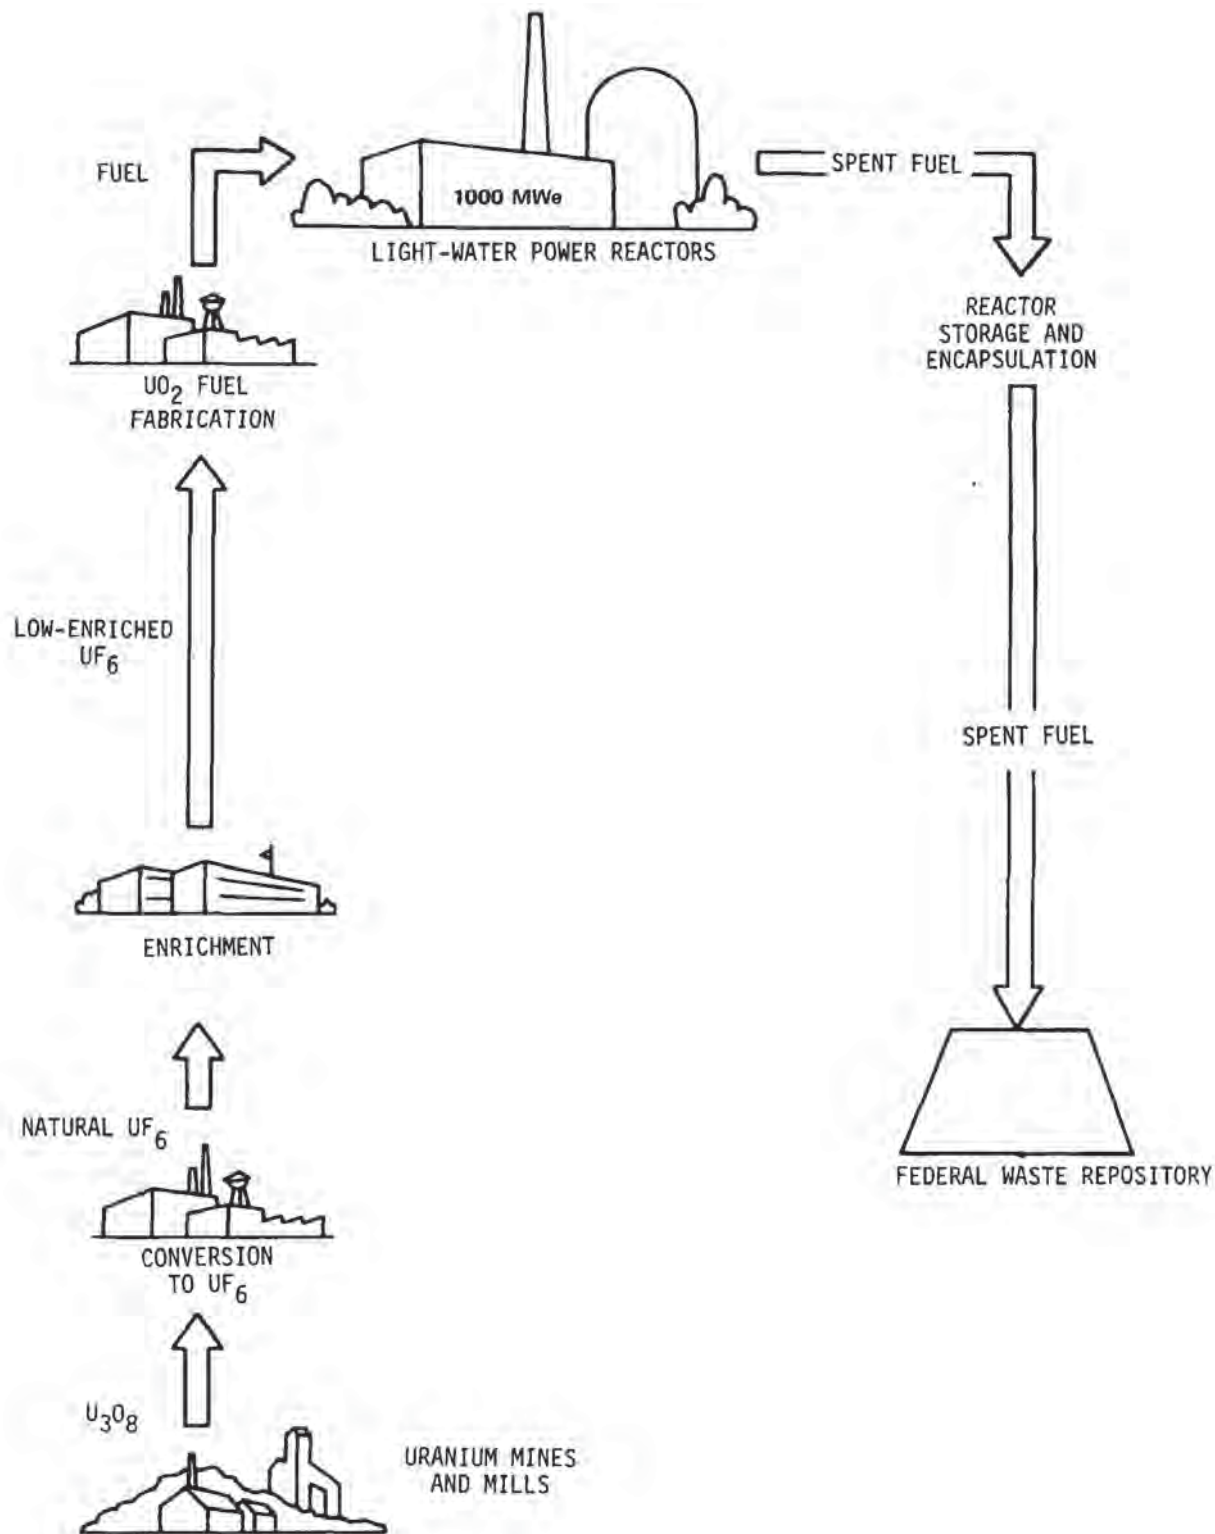 FUEL
1000 MWe
LIGHT-WATER POWER REACTORS
SPENT FUEL
REACTOR
STORAGE AND
ENCAPSULATION
UO2 FUEL
FABRICATION
LOW-ENRICHED
UF6
SPENT FUEL
ENRICHMENT
NATURAL UF6
FEDERAL WASTE REPOSITORY
CONVERSION
TO UF6
U3O8
URANIUM MINES
AND MILLS